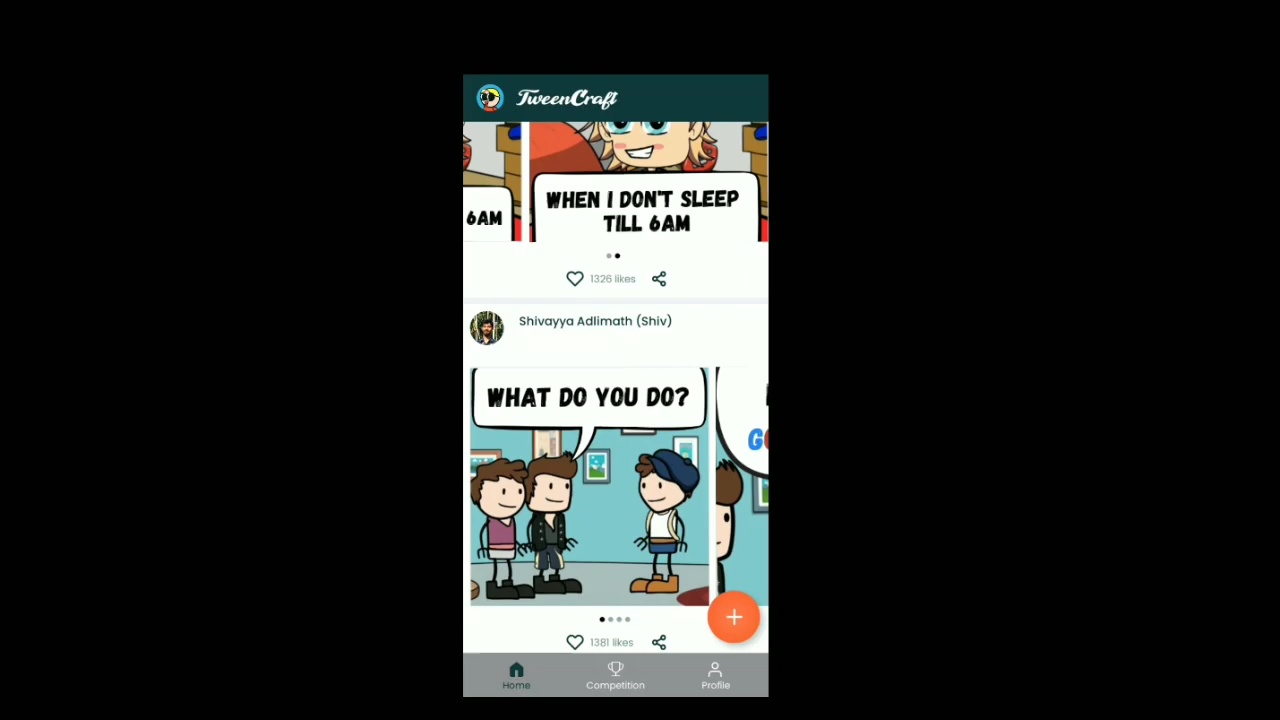 TweenCraft
6AM
WHEN I DON'T SLEEP
TILL 6AM
1326 likes
Shivayya Adlimath (Shiv)
WHAT DO YOU DO?
1381 likes
Home
Competition
Profile